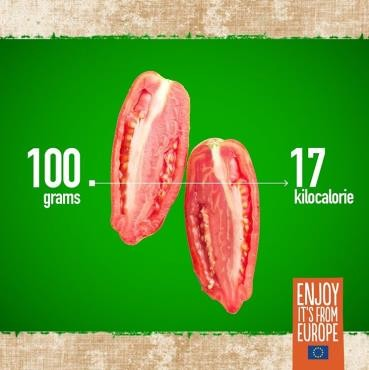 100
grams
17
kilocalorie
ENJOY
IT'S FROM
EUROPE